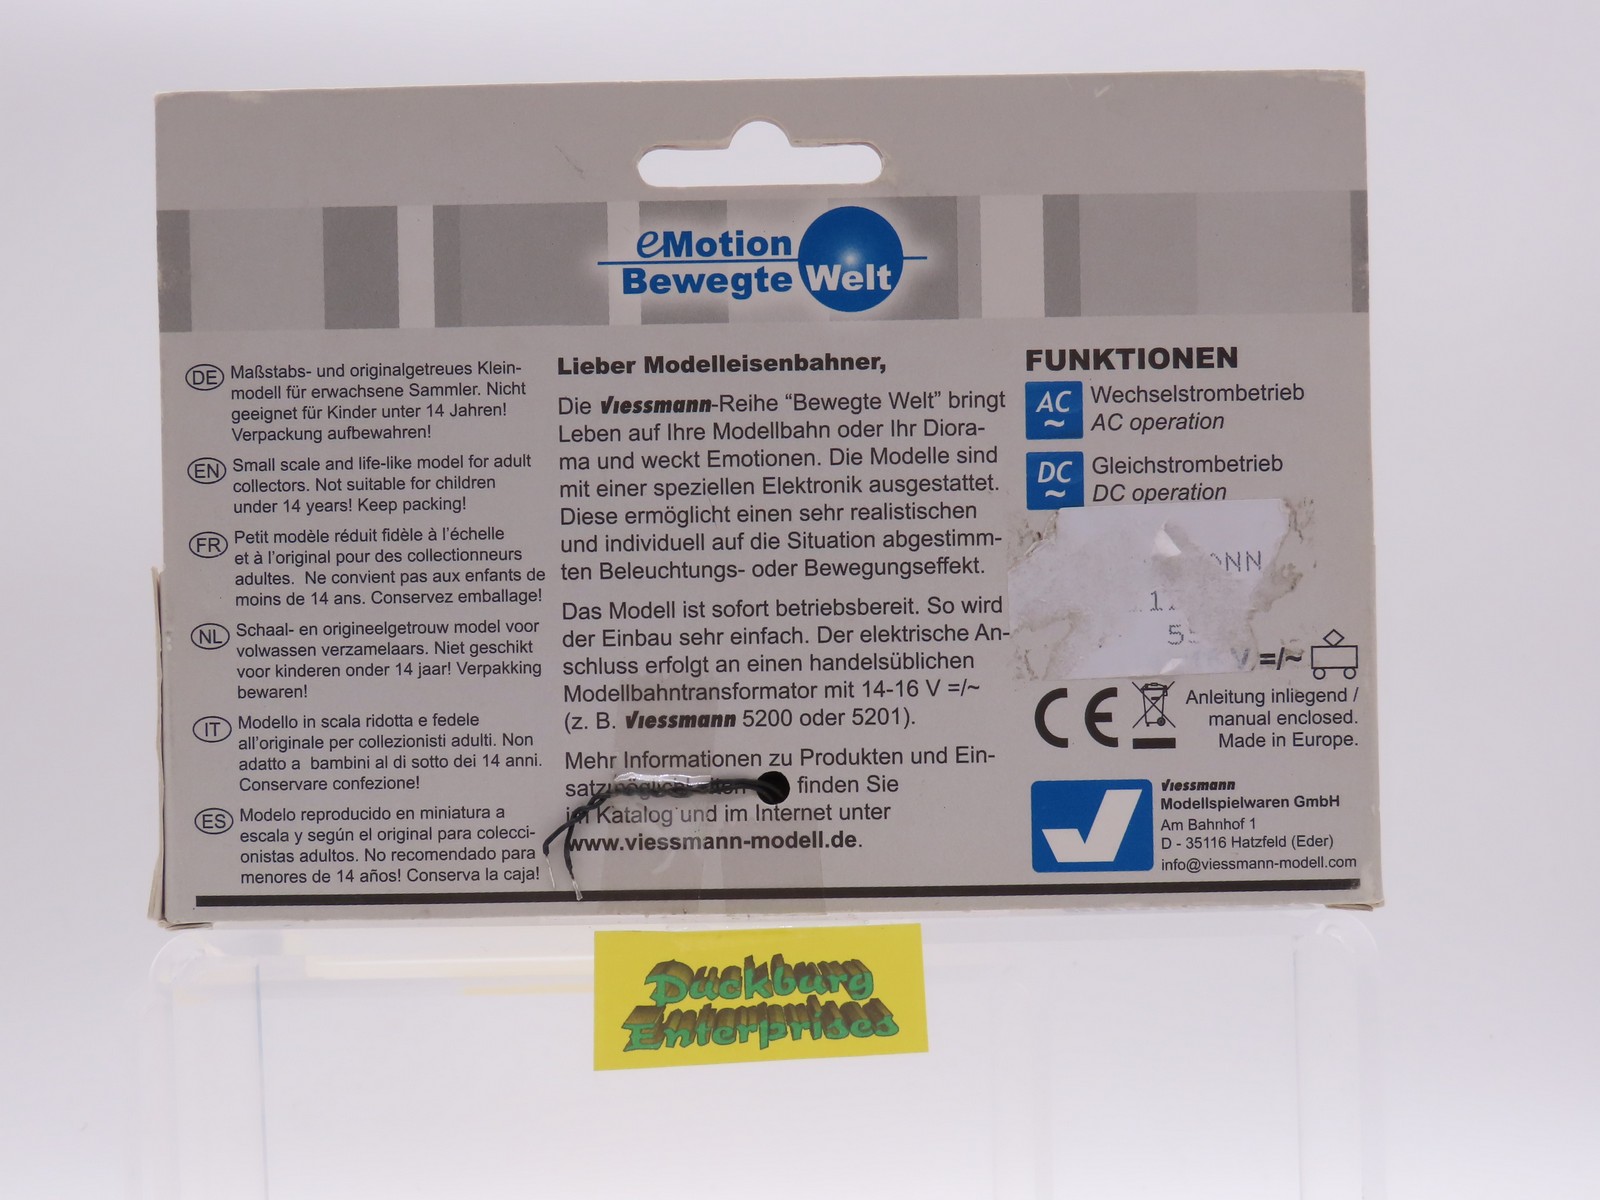 eMotion
Bewegte Welt
DE Maßstabs- und originalgetreues Klein-
modell für erwachsene Sammler. Nicht
geeignet für Kinder unter 14 Jahren!
Verpackung aufbewahren!
EN Small scale and life-like model for adult
collectors. Not suitable for children
under 14 years! Keep packing!
FR Petit modèle réduit fidèle à l'échelle
et à l'original pour des collectionneurs
adultes. Ne convient pas aux enfants de
moins de 14 ans. Conservez emballage!
NL Schaal- en origineelgetrouw model voor
volwassen verzamelaars. Niet geschikt
voor kinderen onder 14 jaar! Verpakking
bewaren!
IT Modello in scala ridotta e fedele
all'originale per collezionisti adulti. Non
adatto a bambini al di sotto dei 14 anni.
Conservare confezione!
ES Modelo reproducido en miniatura a
escala y según el original para colecci-
onistas adultos. No recomendado para
menores de 14 años! Conserva la caja!
Lieber Modelleisenbahner,
Die Viessmann-Reihe “Bewegte Welt” bringt
Leben auf Ihre Modellbahn oder Ihr Diora-
ma und weckt Emotionen. Die Modelle sind
mit einer speziellen Elektronik ausgestattet.
Diese ermöglicht einen sehr realistischen
und individuell auf die Situation abgestimm-
ten Beleuchtungs- oder Bewegungseffekt.
Das Modell ist sofort betriebsbereit. So wird
der Einbau sehr einfach. Der elektrische An-
schluss erfolgt an einen handelsüblichen
Modellbahntransformator mit 14-16 V =/~
(z. B. Viessmann 5200 oder 5201).
Mehr Informationen zu Produkten und Ein-
satzmöglichkeiten finden Sie
im Katalog und im Internet unter
www.viessmann-modell.de.
FUNKTIONEN
AC ~ Wechselstrombetrieb
AC operation
DC ~ Gleichstrombetrieb
DC operation
V =/~
CE Anleitung inliegend /
manual enclosed.
Made in Europe.
Viessmann
Modellspielwaren GmbH
Am Bahnhof 1
D - 35116 Hatzfeld (Eder)
info@viessmann-modell.com
Duckburg
Enterprises